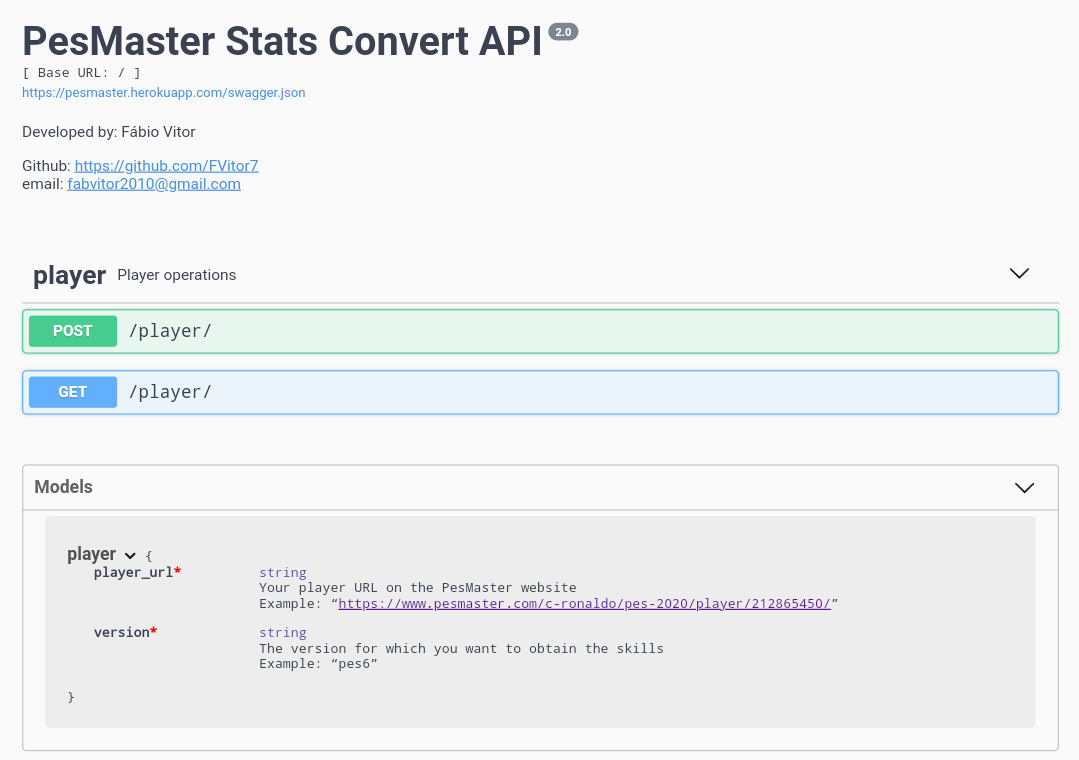 PesMaster Stats Convert API 2.0
[ Base URL: / ]
https://pesmaster.herokuapp.com/swagger.json
Developed by: Fábio Vitor
Github: https://github.com/FVitor7
email: fabvitor2010@gmail.com
player Player operations
POST /player/
GET /player/
Models
player {
player_url* string
Your player URL on the PesMaster website
Example: “https://www.pesmaster.com/c-ronaldo/pes-2020/player/212865450/”
version* string
The version for which you want to obtain the skills
Example: “pes6”
}